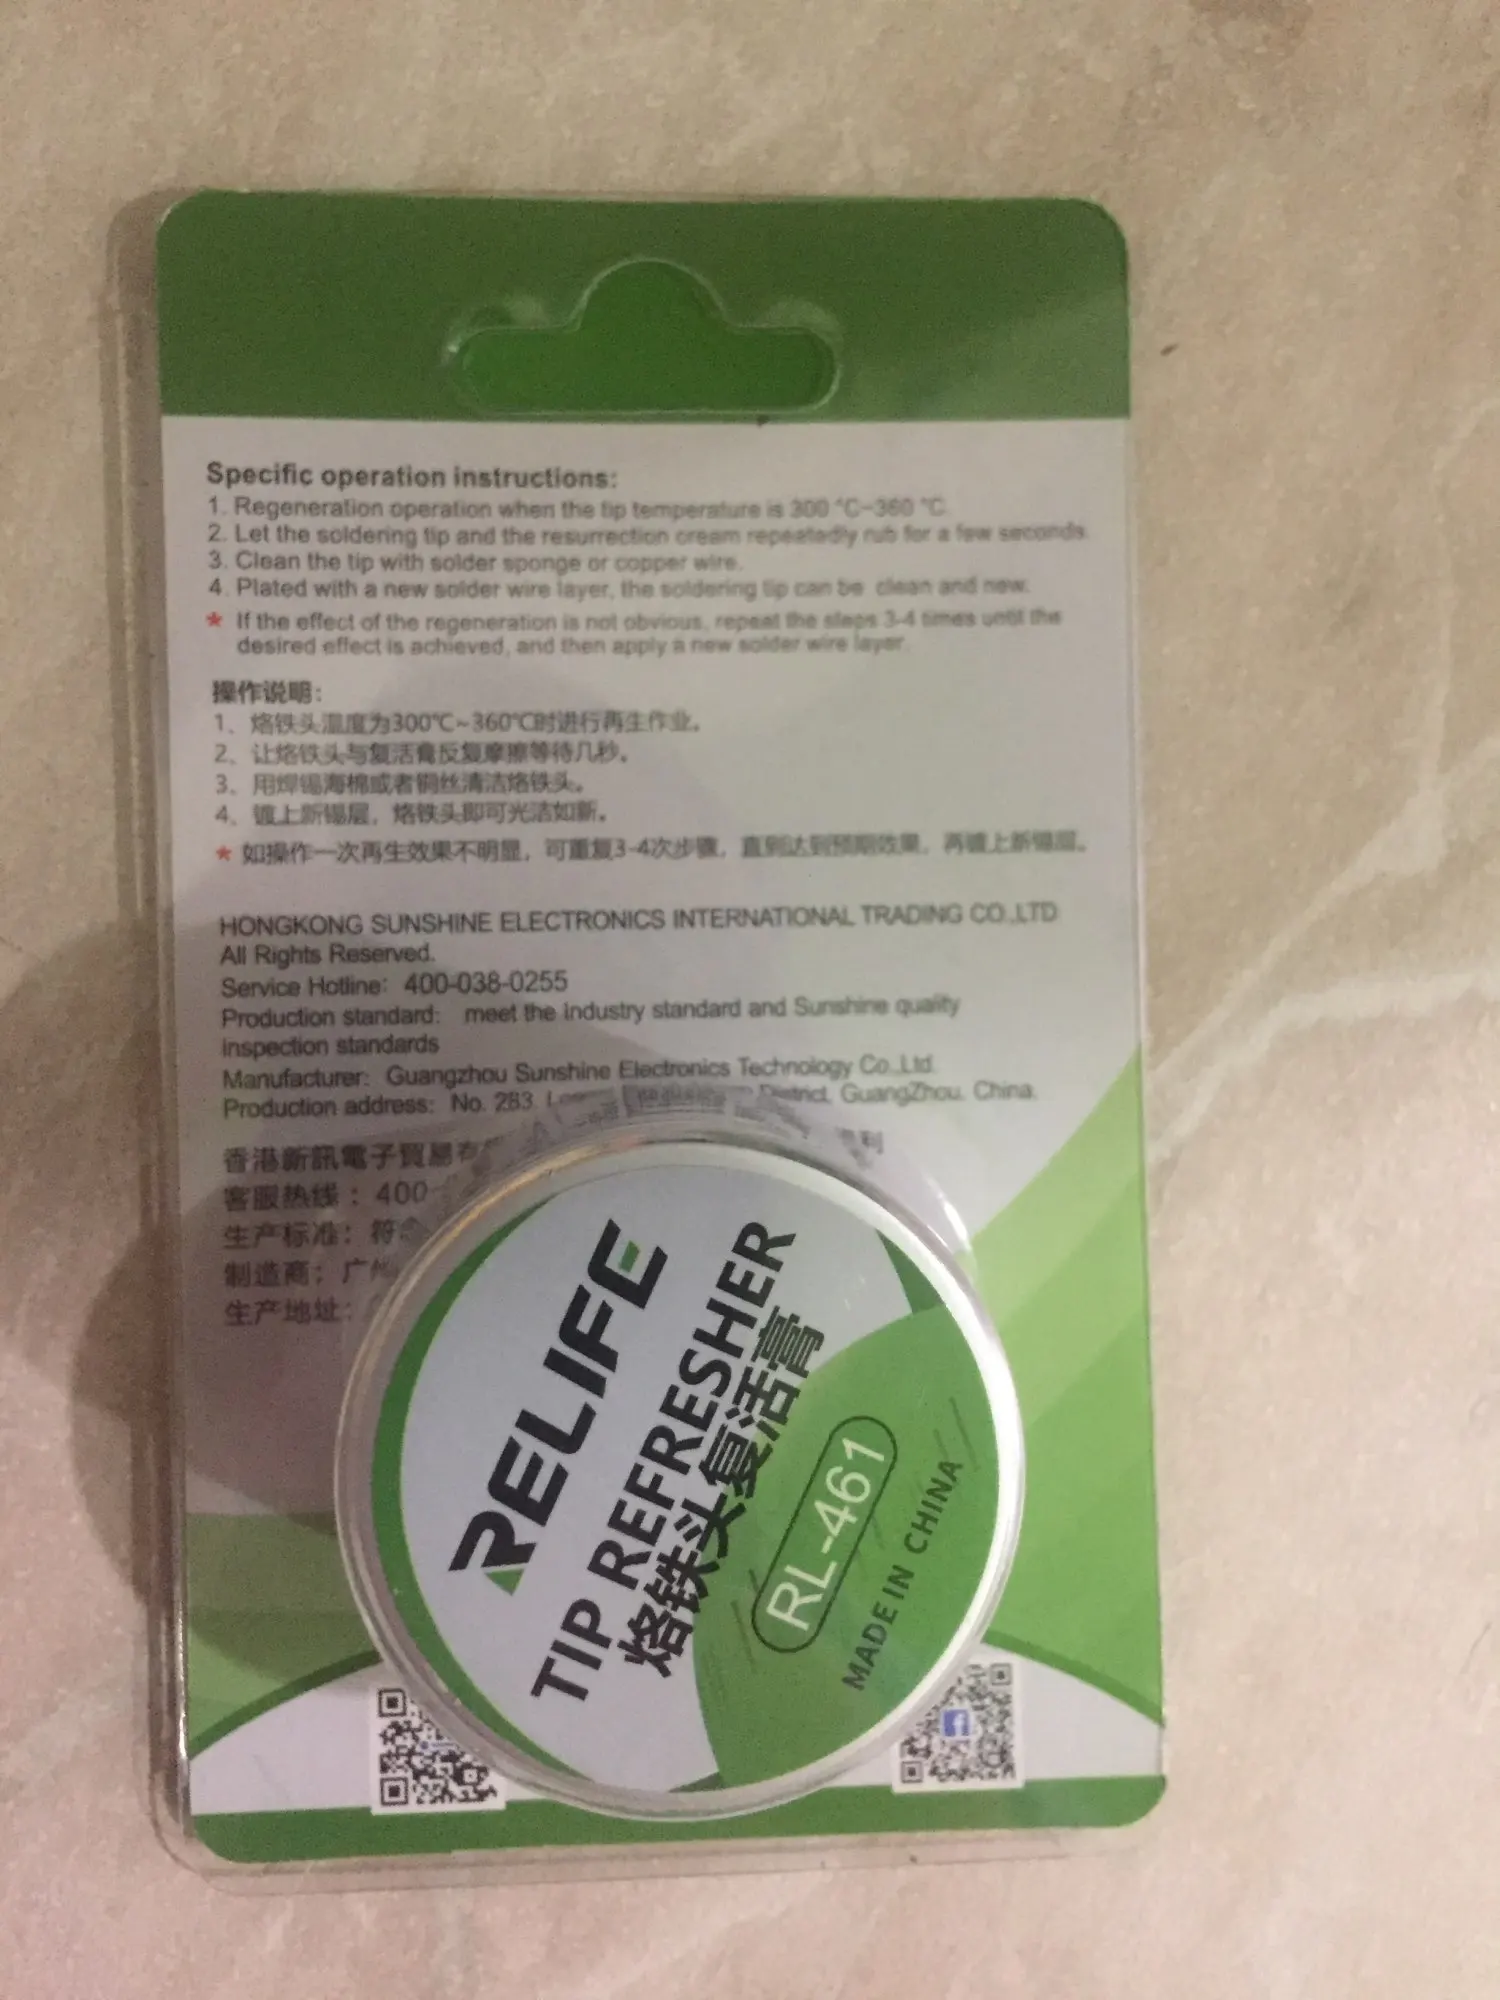 Specific operation instructions:
1. Regeneration operation when the tip temperature is 300 °C~360 °C.
2. Let the soldering tip and the resurrection cream repeatedly rub for a few seconds.
3. Clean the tip with solder sponge or copper wire.
4. Plated with a new solder wire layer, the soldering tip can be clean and new.
* If the effect of the regeneration is not obvious, repeat the steps 3-4 times until the
desired effect is achieved, and then apply a new solder wire layer.
操作说明：
1、烙铁头温度为300℃~360℃时进行再生作业。
2、让烙铁头与复活膏反复摩擦等待几秒。
3、用焊锡海棉或者铜丝清洁烙铁头。
4、镀上新锡层，烙铁头即可光洁如新。
* 如操作一次再生效果不明显，可重复3-4次步骤，直到达到预期效果，再镀上新锡层。
HONGKONG SUNSHINE ELECTRONICS INTERNATIONAL TRADING CO.,LTD
All Rights Reserved.
Service Hotline: 400-038-0255
Production standard: meet the industry standard and Sunshine quality
inspection standards
Manufacturer: Guangzhou Sunshine Electronics Technology Co.,Ltd.
Production address: No. 283, District, GuangZhou, China.
香港新訊電子貿易
客服热线：400
生产标准：符
制造商：广
生产地址：
RELIFE
TIP REFRESHER
烙铁头复活膏
RL-461
MADE IN CHINA